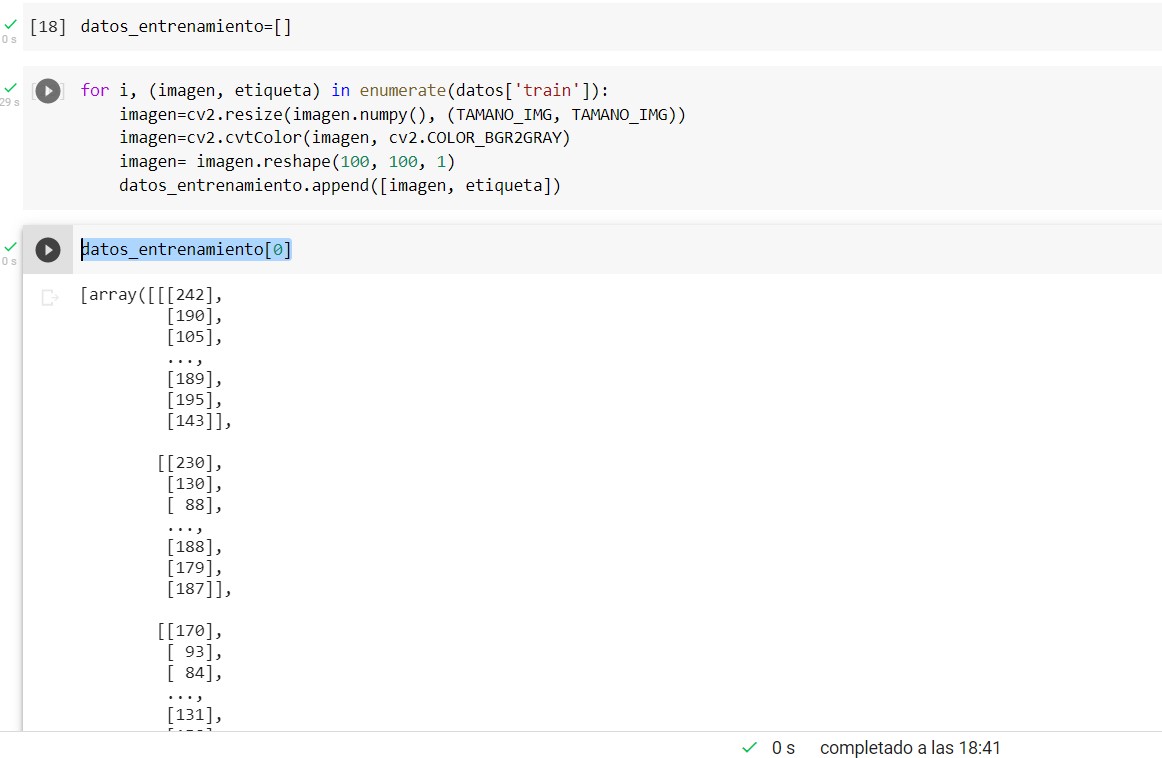 [18] datos_entrenamiento=[]
0 s
for i, (imagen, etiqueta) in enumerate(datos['train']):
29 s
imagen=cv2.resize(imagen.numpy(), (TAMANO_IMG, TAMANO_IMG))
imagen=cv2.cvtColor(imagen, cv2.COLOR_BGR2GRAY)
imagen= imagen.reshape(100, 100, 1)
datos_entrenamiento.append([imagen, etiqueta])
datos_entrenamiento[0]
0 s
[array([[[242],
[190],
[105],
...,
[189],
[195],
[143]],
[[230],
[130],
[ 88],
...,
[188],
[179],
[187]],
[[170],
[ 93],
[ 84],
...,
[131],
0 s completado a las 18:41